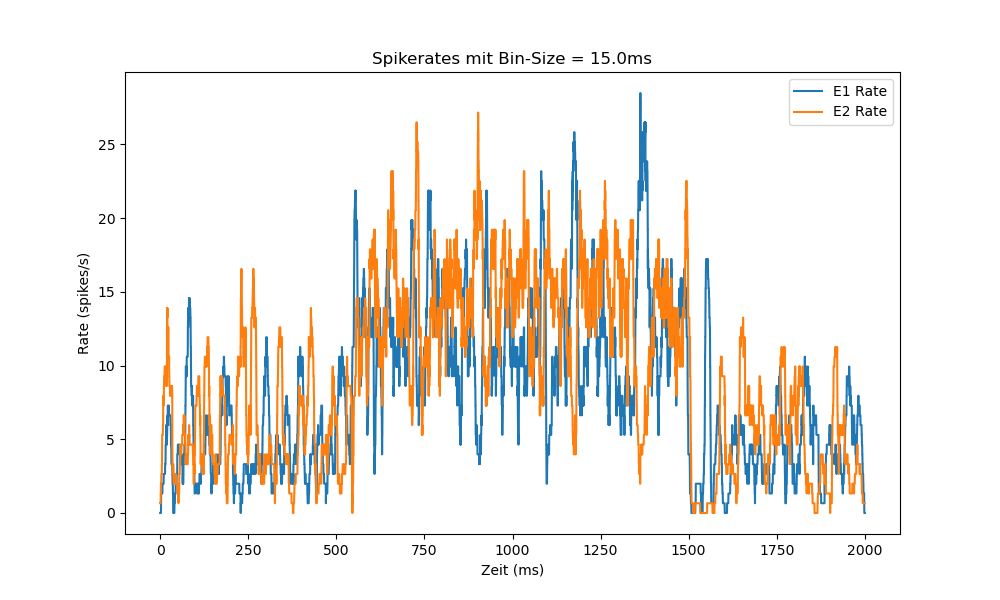 Spikerates mit Bin-Size = 15.0ms
E1 Rate
E2 Rate
25
20
15
10
5
0
Rate (spikes/s)
0 250 500 750 1000 1250 1500 1750 2000
Zeit (ms)